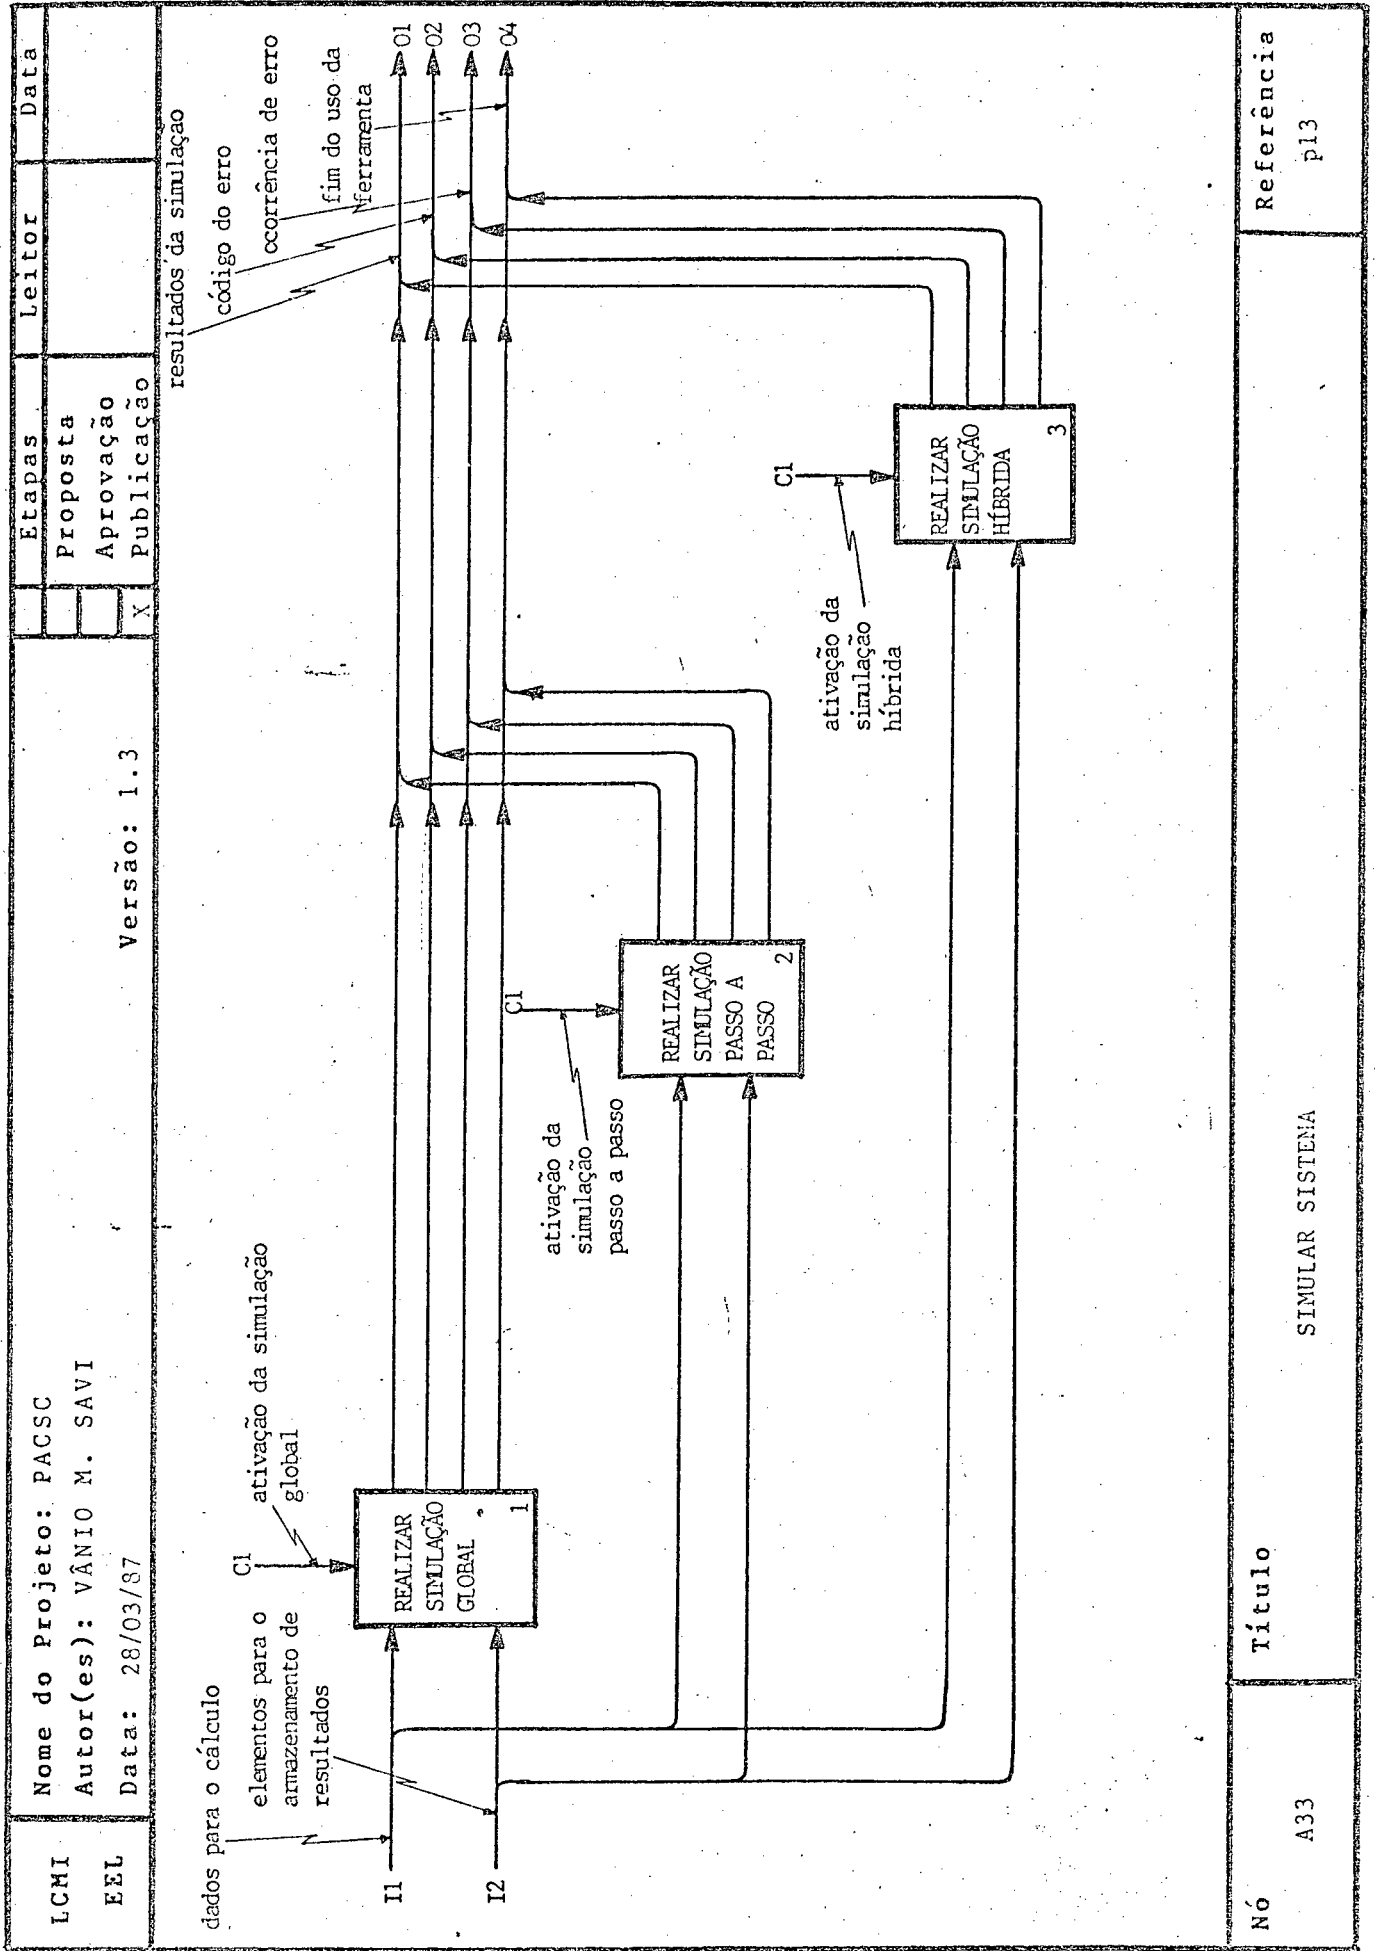 LCMI
EEL
Nome do Projeto: PACSC
Autor(es): VÂNIO M. SAVI
Data: 28/03/87
Versão: 1.3
Etapas
Leitor
Data
Proposta
Aprovação
X
Publicação
dados para o cálculo
elementos para o
armazenamento de
resultados
I1
I2
C1
ativação da simulação
global
REALIZAR
SIMULAÇÃO
GLOBAL
1
C1
ativação da
simulação
passo a passo
REALIZAR
SIMULAÇÃO
PASSO A
PASSO
2
C1
ativação da
simulação
híbrida
REALIZAR
SIMULAÇÃO
HÍBRIDA
3
resultados da simulação
código do erro
ocorrência de erro
fim do uso da
ferramenta
O1
O2
O3
O4
Nó
A33
Título
SIMULAR SISTEMA
Referência
p13